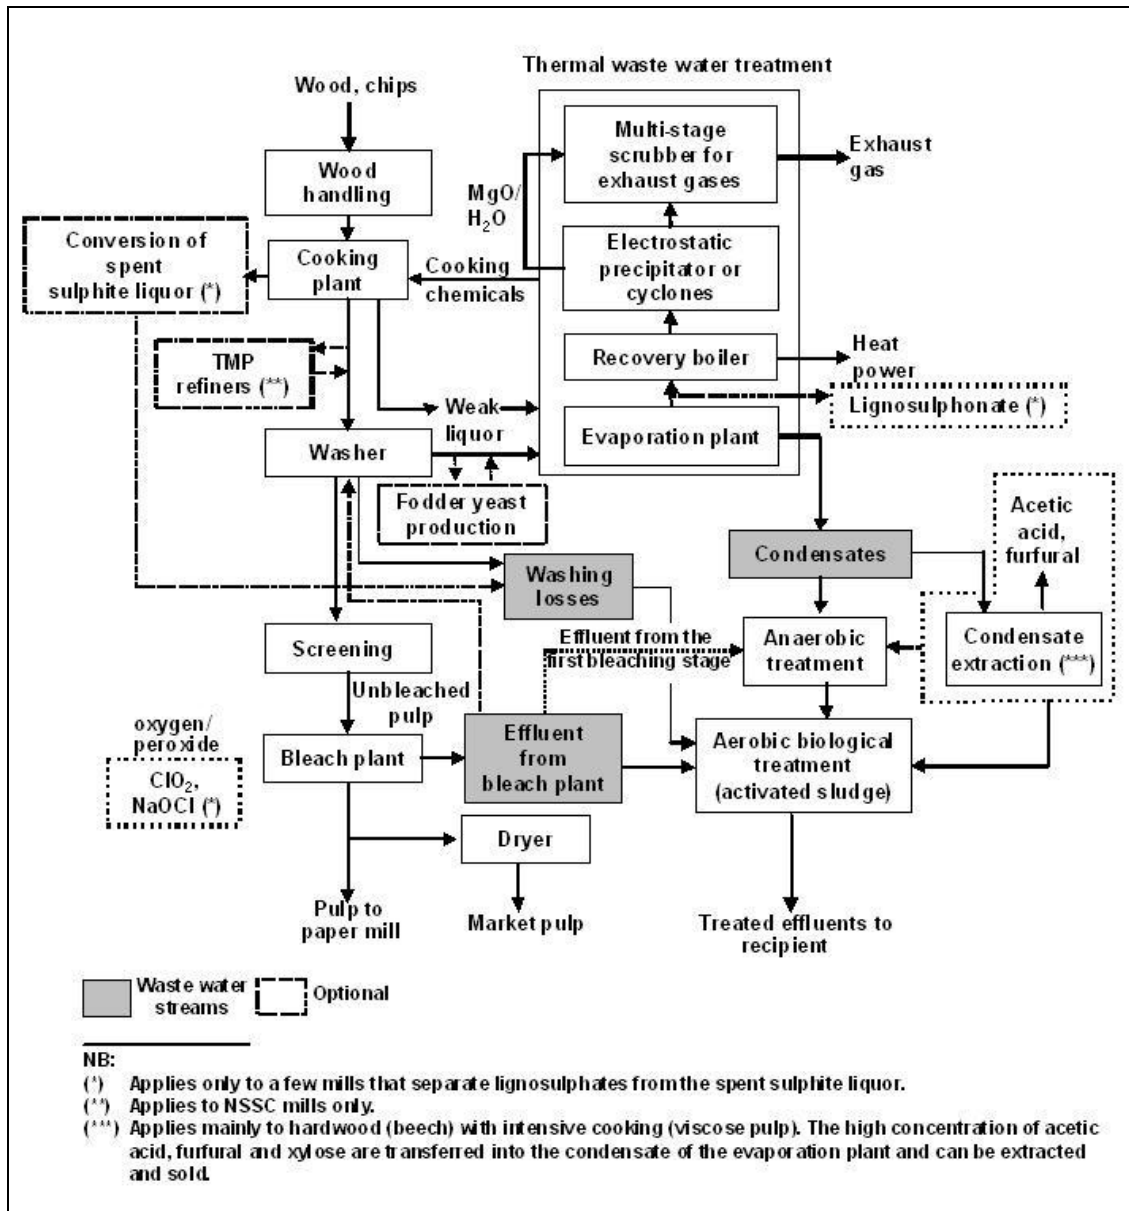 Thermal waste water treatment
Wood, chips
Multi-stage
scrubber for
exhaust gases
Exhaust
gas
Wood
handling
MgO/
H₂O
Conversion of
spent
sulphite liquor (*)
Cooking
plant
Cooking
chemicals
Electrostatic
precipitator or
cyclones
TMP
refiners (**)
Recovery boiler
Heat
power
Lignosulphonate (*)
Weak
liquor
Washer
Evaporation plant
Fodder yeast
production
Acetic
acid,
furfural
Condensates
Washing
losses
Screening
Effluent from the
first bleaching stage
Anaerobic
treatment
Condensate
extraction (***)
Unbleached
pulp
oxygen/
peroxide
Bleach plant
Effluent
from
bleach plant
Aerobic biological
treatment
(activated sludge)
ClO₂,
NaOCl (*)
Dryer
Pulp to
paper mill
Market pulp
Treated effluents to
recipient
Waste water
streams
Optional
NB:
(*) Applies only to a few mills that separate lignosulphates from the spent sulphite liquor.
(**) Applies to NSSC mills only.
(***) Applies mainly to hardwood (beech) with intensive cooking (viscose pulp). The high concentration of acetic
acid, furfural and xylose are transferred into the condensate of the evaporation plant and can be extracted
and sold.